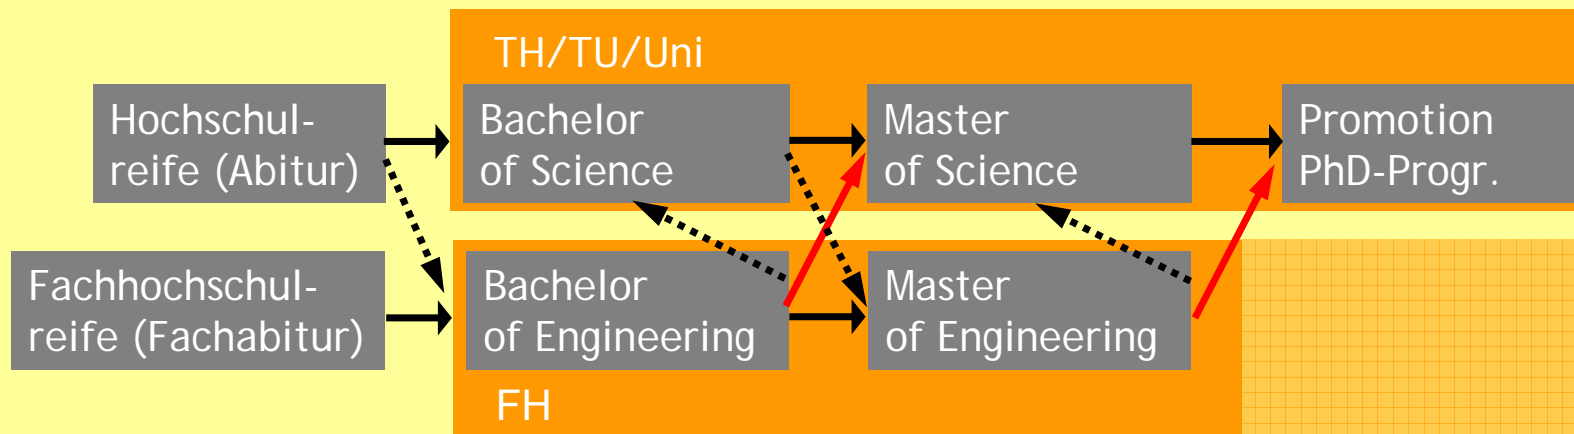 TH/TU/Uni
Hochschul-
reife (Abitur)
Bachelor
of Science
Master
of Science
Promotion
PhD-Progr.
Fachhochschul-
reife (Fachabitur)
Bachelor
of Engineering
Master
of Engineering
FH